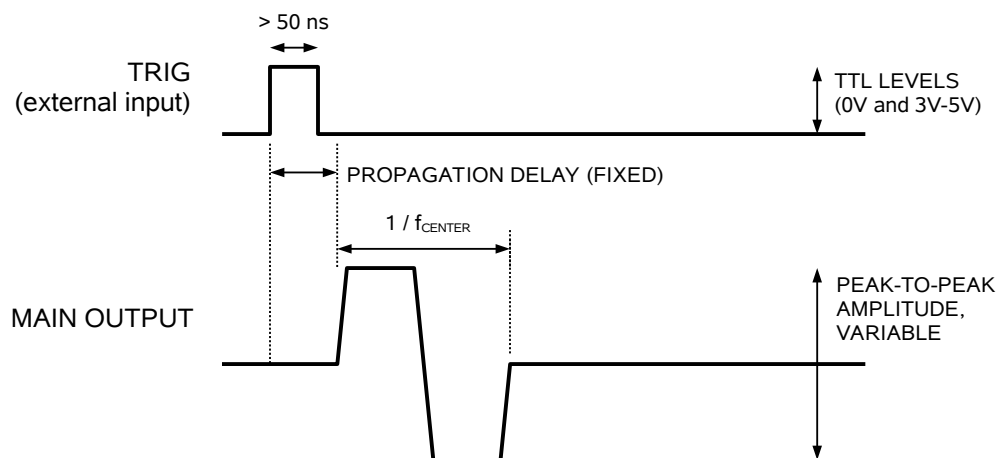 > 50 ns
TRIG
(external input)
TTL LEVELS
(0V and 3V-5V)
PROPAGATION DELAY (FIXED)
1 / fCENTER
MAIN OUTPUT
PEAK-TO-PEAK
AMPLITUDE,
VARIABLE